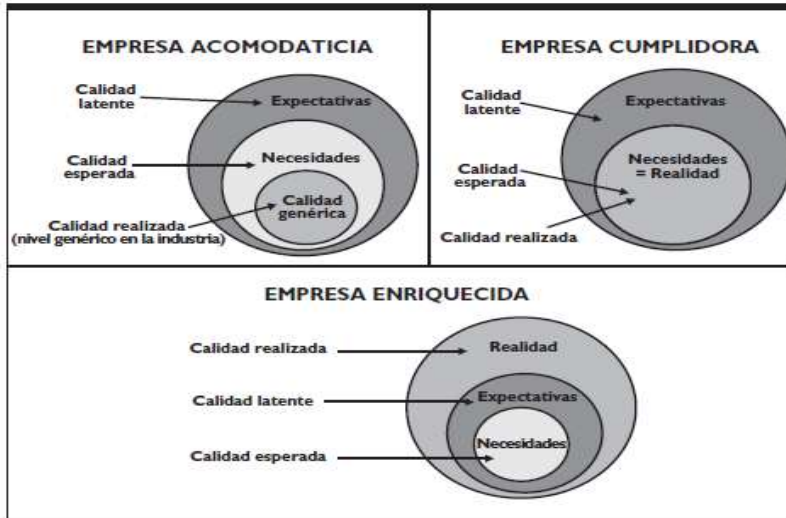 EMPRESA ACOMODATICIA
Calidad
latente
Expectativas
Calidad
esperada
Necesidades
Calidad
genérica
Calidad realizada
(nivel genérico en la industria)
EMPRESA CUMPLIDORA
Calidad
latente
Expectativas
Calidad
esperada
Necesidades
= Realidad
Calidad realizada
EMPRESA ENRIQUECIDA
Calidad realizada
Realidad
Calidad latente
Expectativas
Calidad esperada
Necesidades